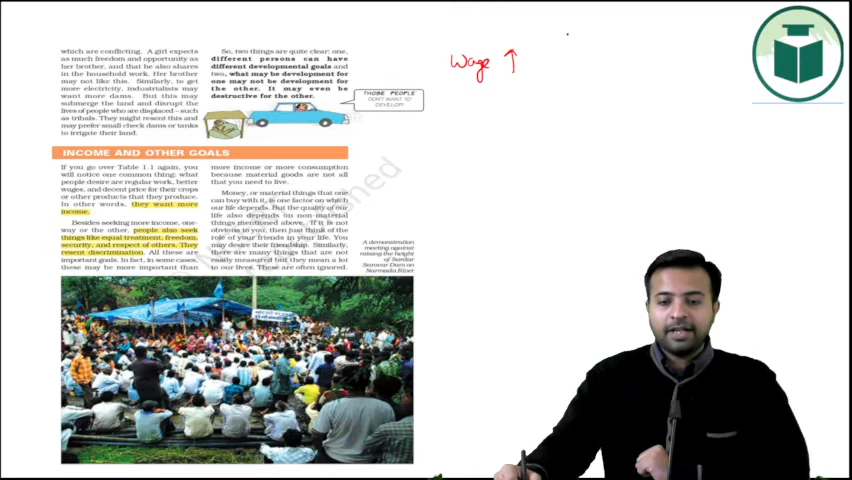 which are conflicting. A girl expects
as much freedom and opportunity as
her brother, and that he also shares
in the household work. Her brother
may not like this. Similarly, to get
more electricity, industrialists may
want more dams. But this may
submerge the land and disrupt the
lives of people who are displaced – such
as tribals. They might resent this and
may prefer small check dams or tanks
to irrigate their land.
So, two things are quite clear: one,
different persons can have
different developmental goals and
two, what may be development for
one may not be development for
the other. It may even be
destructive for the other.
THOSE PEOPLE
DON'T WANT TO
DEVELOP!
Wage ↑
INCOME AND OTHER GOALS
If you go over Table 1.1 again, you
will notice one common thing: what
people desire are regular work, better
wages, and decent price for their crops
or other products that they produce.
In other words, they want more
income.
Besides seeking more income, one-
way or the other, people also seek
things like equal treatment, freedom,
security, and respect of others. They
resent discrimination. All these are
important goals. In fact, in some cases,
these may be more important than
more income or more consumption
because material goods are not all
that you need to live.
Money, or material things that one
can buy with it, is one factor on which
our life depends. But the quality of our
life also depends on non-material
things mentioned above. If it is not
obvious to you, then just think of the
role of your friends in your life. You
may desire their friendship. Similarly,
there are many things that are not
easily measured but they mean a lot
to our lives. These are often ignored.
A demonstration
meeting against
raising the height
of Sardar
Sarovar Dam on
Narmada River